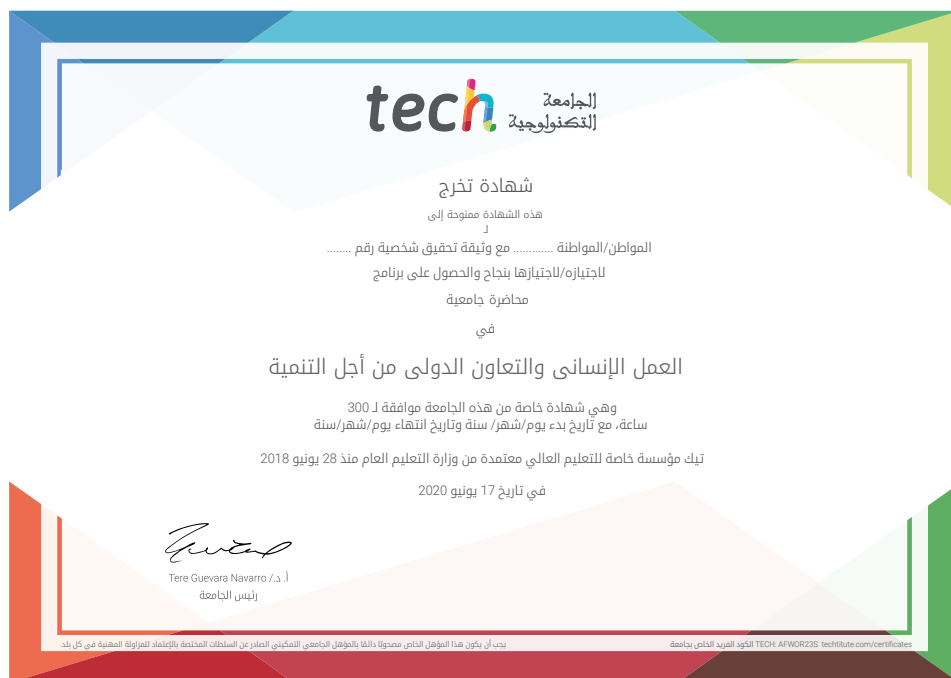 tech الجامعة
التكنولوجية
شهادة تخرج
هذه الشهادة ممنوحة إلى
لـ
المواطن/المواطنة ............. مع وثيقة تحقيق شخصية رقم ........
لاجتيازه/لاجتيازها بنجاح والحصول على برنامج
محاضرة جامعية
في
العمل الإنسانى والتعاون الدولى من أجل التنمية
وهي شهادة خاصة من هذه الجامعة موافقة لـ 300
ساعة، مع تاريخ بدء يوم/شهر/ سنة وتاريخ انتهاء يوم/شهر/سنة
تيك مؤسسة خاصة للتعليم العالي معتمدة من وزارة التعليم العام منذ 28 يونيو 2018
في تاريخ 17 يونيو 2020
أ. د./ Tere Guevara Navarro
رئيس الجامعة
يجب أن يكون هذا المؤهل الخاص مصحوبًا دائمًا بالمؤهل الجامعي التمكيني الصادر عن السلطات المختصة بالإعتماد للمزاولة المهنية في كل بلد.
الكود الفريد الخاص بجامعة TECH: AFWOR23S techtitute.com/certificates